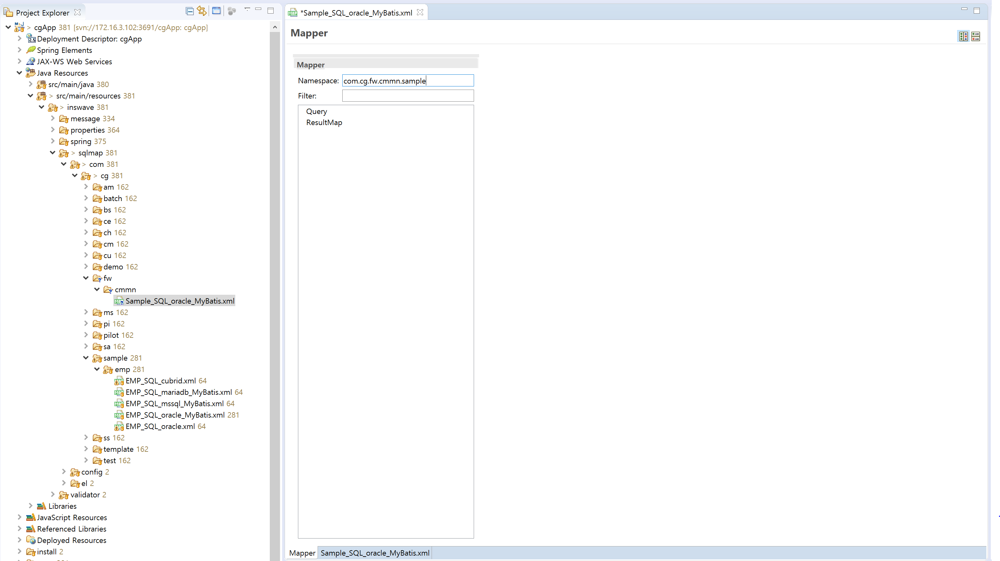 Project Explorer
> cgApp 381 [svn://172.16.3.102:3691/cgApp: cgApp]
Deployment Descriptor: cgApp
Spring Elements
JAX-WS Web Services
Java Resources
src/main/java 380
> src/main/resources 381
> inswave 381
message 334
properties 364
spring 375
> sqlmap 381
> com 381
> cg 381
am 162
batch 162
bs 162
ce 162
ch 162
cm 162
cu 162
demo 162
fw
cmmn
Sample_SQL_oracle_MyBatis.xml
ms 162
pi 162
pilot 162
sa 162
sample 281
emp 281
EMP_SQL_cubrid.xml 64
EMP_SQL_mariadb_MyBatis.xml 64
EMP_SQL_mssql_MyBatis.xml 64
EMP_SQL_oracle_MyBatis.xml 281
EMP_SQL_oracle.xml 64
ss 162
template 162
test 162
config 2
el 2
validator 2
Libraries
JavaScript Resources
Referenced Libraries
Deployed Resources
install 2
*Sample_SQL_oracle_MyBatis.xml
Mapper
Mapper
Namespace: com.cg.fw.cmmn.sample
Filter:
Query
ResultMap
Mapper Sample_SQL_oracle_MyBatis.xml